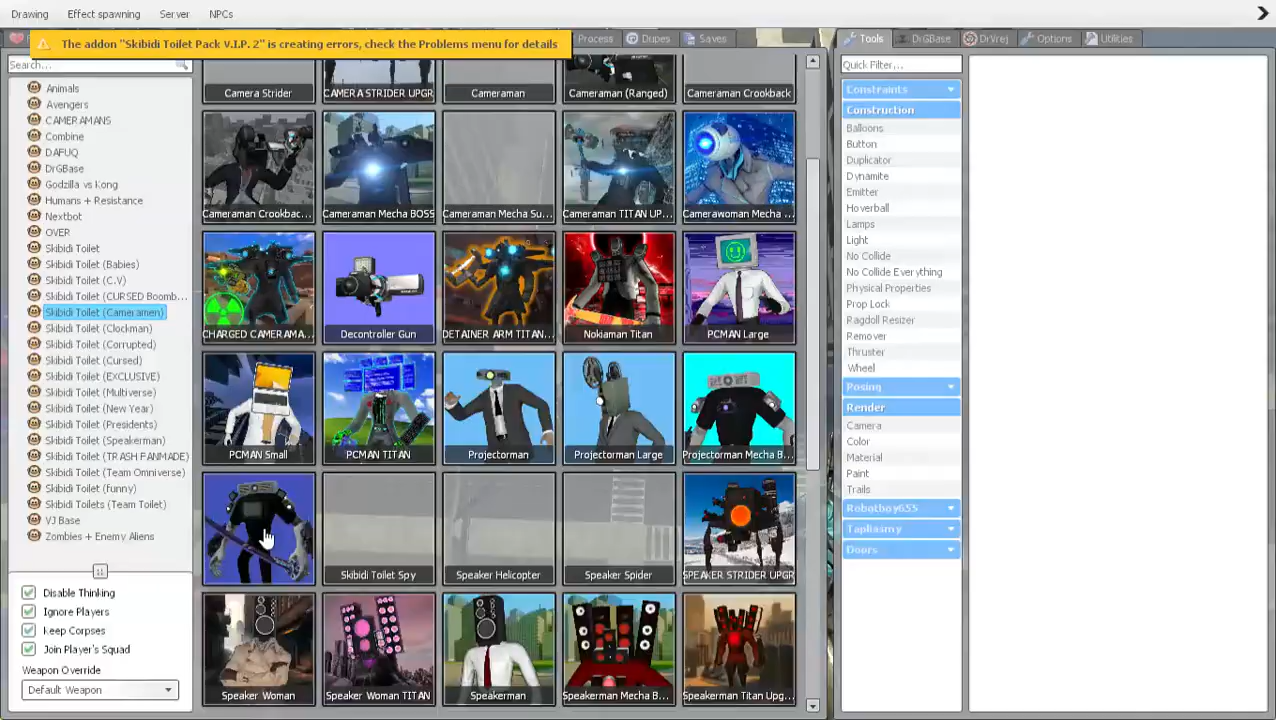 Drawing Effect spawning Server NPCs
The addon "Skibidi Toilet Pack V.I.P. 2" is creating errors, check the Problems menu for details
Process Dupes Saves
Tools DrGBase DrVrej Options Utilities
Search...
Animals
Avengers
CAMERAMANS
Combine
DAFUQ
DrGBase
Godzilla vs Kong
Humans + Resistance
Nextbot
OVER
Skibidi Toilet
Skibidi Toilet (Babies)
Skibidi Toilet (C.V)
Skibidi Toilet (CURSED Boomb...
Skibidi Toilet (Cameramen)
Skibidi Toilet (Clockman)
Skibidi Toilet (Corrupted)
Skibidi Toilet (Cursed)
Skibidi Toilet (EXCLUSIVE)
Skibidi Toilet (Multiverse)
Skibidi Toilet (New Year)
Skibidi Toilet (Presidents)
Skibidi Toilet (Speakerman)
Skibidi Toilet (TRASH FANMADE)
Skibidi Toilet (Team Omniverse)
Skibidi Toilet (funny)
Skibidi Toilets (Team Toilet)
VJ Base
Zombies + Enemy Aliens
Disable Thinking
Ignore Players
Keep Corpses
Join Player's Squad
Weapon Override
Default Weapon
Camera Strider CAMERA STRIDER UPGR Cameraman Cameraman (Ranged) Cameraman Crookback
Cameraman Crookbac... Cameraman Mecha BOSS Cameraman Mecha Su... Cameraman TITAN UP... Camerawoman Mecha ...
CHARGED CAMERAMA... Decontroller Gun DETAINER ARM TITAN... Nokiaman Titan PCMAN Large
PCMAN Small PCMAN TITAN Projectorman Projectorman Large Projectorman Mecha B...
Skibidi Toilet Spy Speaker Helicopter Speaker Spider SPEAKER STRIDER UPGR
Speaker Woman Speaker Woman TITAN Speakerman Speakerman Mecha B... Speakerman Titan Upg...
Quick Filter...
Constraints
Construction
Balloons
Button
Duplicator
Dynamite
Emitter
Hoverball
Lamps
Light
No Collide
No Collide Everything
Physical Properties
Prop Lock
Ragdoll Resizer
Remover
Thruster
Wheel
Posing
Render
Camera
Color
Material
Paint
Trails
Robotboy655
Tapliasmy
Doors